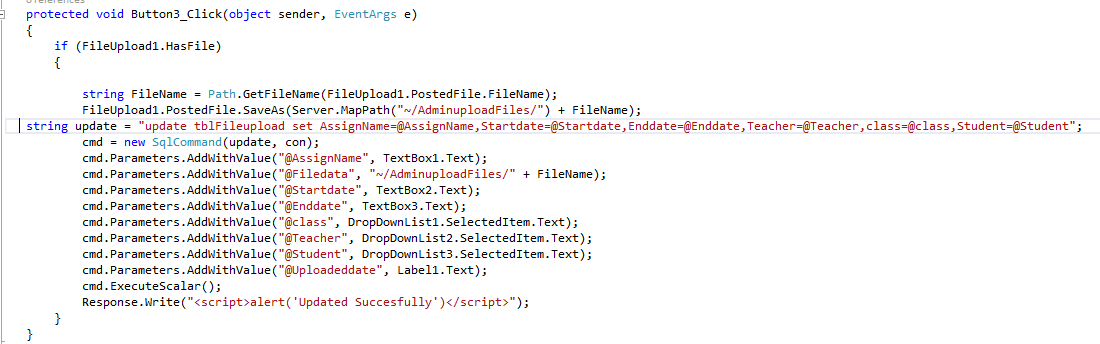 0 references
protected void Button3_Click(object sender, EventArgs e)
{
if (FileUpload1.HasFile)
{
string FileName = Path.GetFileName(FileUpload1.PostedFile.FileName);
FileUpload1.PostedFile.SaveAs(Server.MapPath("~/AdminuploadFiles/") + FileName);
string update = "update tblFileupload set AssignName=@AssignName,Startdate=@Startdate,Enddate=@Enddate,Teacher=@Teacher,class=@class,Student=@Student";
cmd = new SqlCommand(update, con);
cmd.Parameters.AddWithValue("@AssignName", TextBox1.Text);
cmd.Parameters.AddWithValue("@Filedata", "~/AdminuploadFiles/" + FileName);
cmd.Parameters.AddWithValue("@Startdate", TextBox2.Text);
cmd.Parameters.AddWithValue("@Enddate", TextBox3.Text);
cmd.Parameters.AddWithValue("@class", DropDownList1.SelectedItem.Text);
cmd.Parameters.AddWithValue("@Teacher", DropDownList2.SelectedItem.Text);
cmd.Parameters.AddWithValue("@Student", DropDownList3.SelectedItem.Text);
cmd.Parameters.AddWithValue("@Uploadeddate", Label1.Text);
cmd.ExecuteScalar();
Response.Write("<script>alert('Updated Succesfully')</script>");
}
}